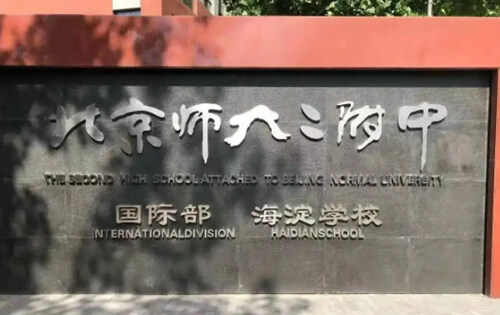 北京师大二附中
THE SECOND HIGH SCHOOL ATTACHED TO BEIJING NORMAL UNIVERSITY
国际部 海淀学校
INTERNATIONALDIVISION HAIDIANSCHOOL